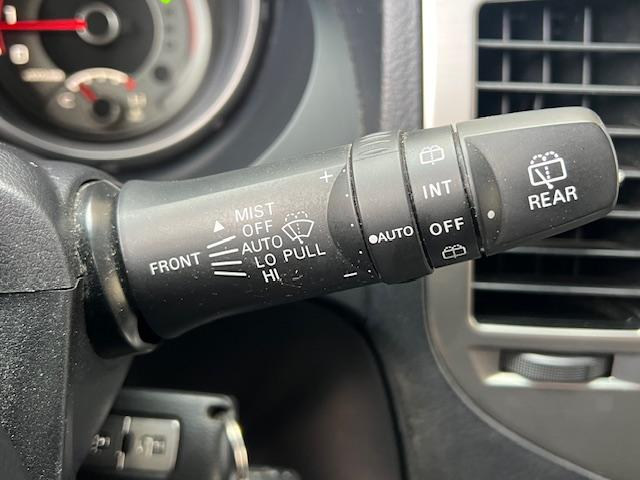 MIST
OFF
FRONT AUTO PULL
LO
HI
+
−
●AUTO
INT
OFF
REAR